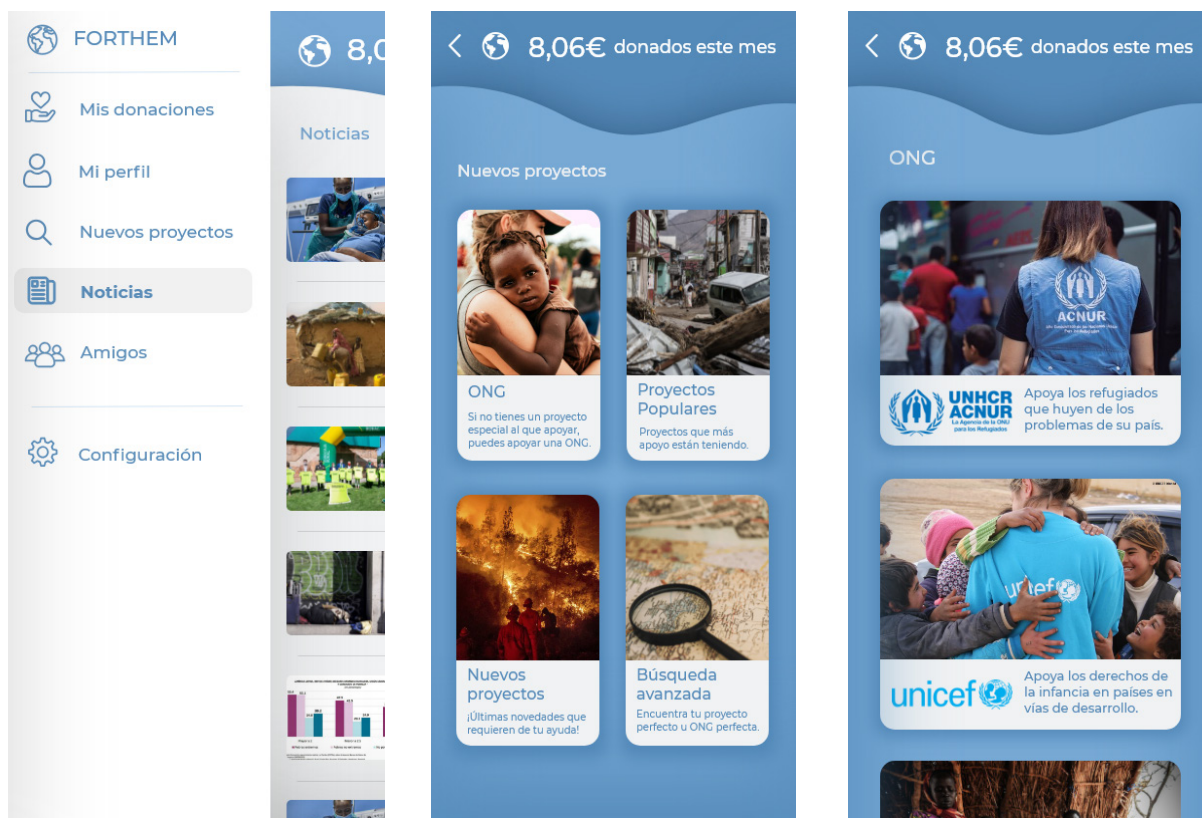 FORTHEM
Mis donaciones
Mi perfil
Nuevos proyectos
Noticias
Amigos
Configuración
8,0
Noticias
8,06€ donados este mes
Nuevos proyectos
ONG
Si no tienes un proyecto
especial al que apoyar,
puedes apoyar una ONG.
Proyectos
Populares
Proyectos que más
apoyo están teniendo.
Nuevos
proyectos
¡Últimas novedades que
requieren de tu ayuda!
Búsqueda
avanzada
Encuentra tu proyecto
perfecto u ONG perfecta.
8,06€ donados este mes
ONG
ACNUR
UNHCR
ACNUR
La Agencia de la ONU
para los Refugiados
Apoya los refugiados
que huyen de los
problemas de su país.
unicef
unicef
Apoya los derechos de
la infancia en países en
vías de desarrollo.